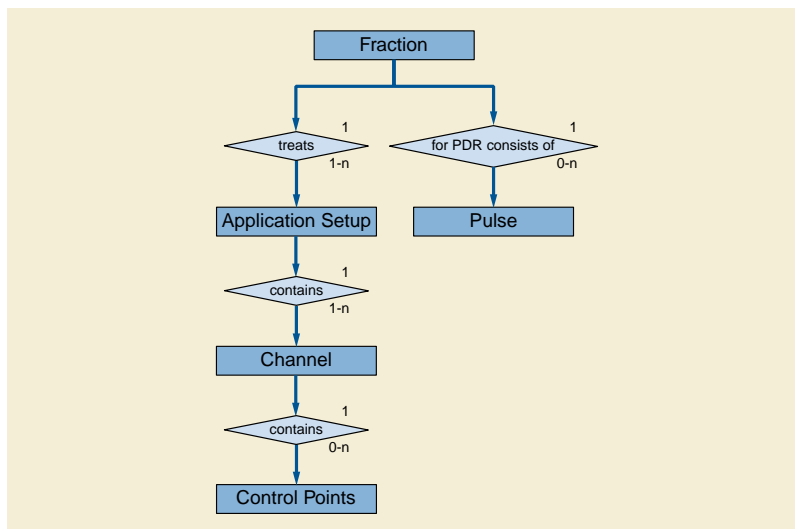 Fraction
1
1
treats
for PDR consists of
1-n
0-n
Application Setup
Pulse
1
contains
1-n
Channel
1
contains
0-n
Control Points